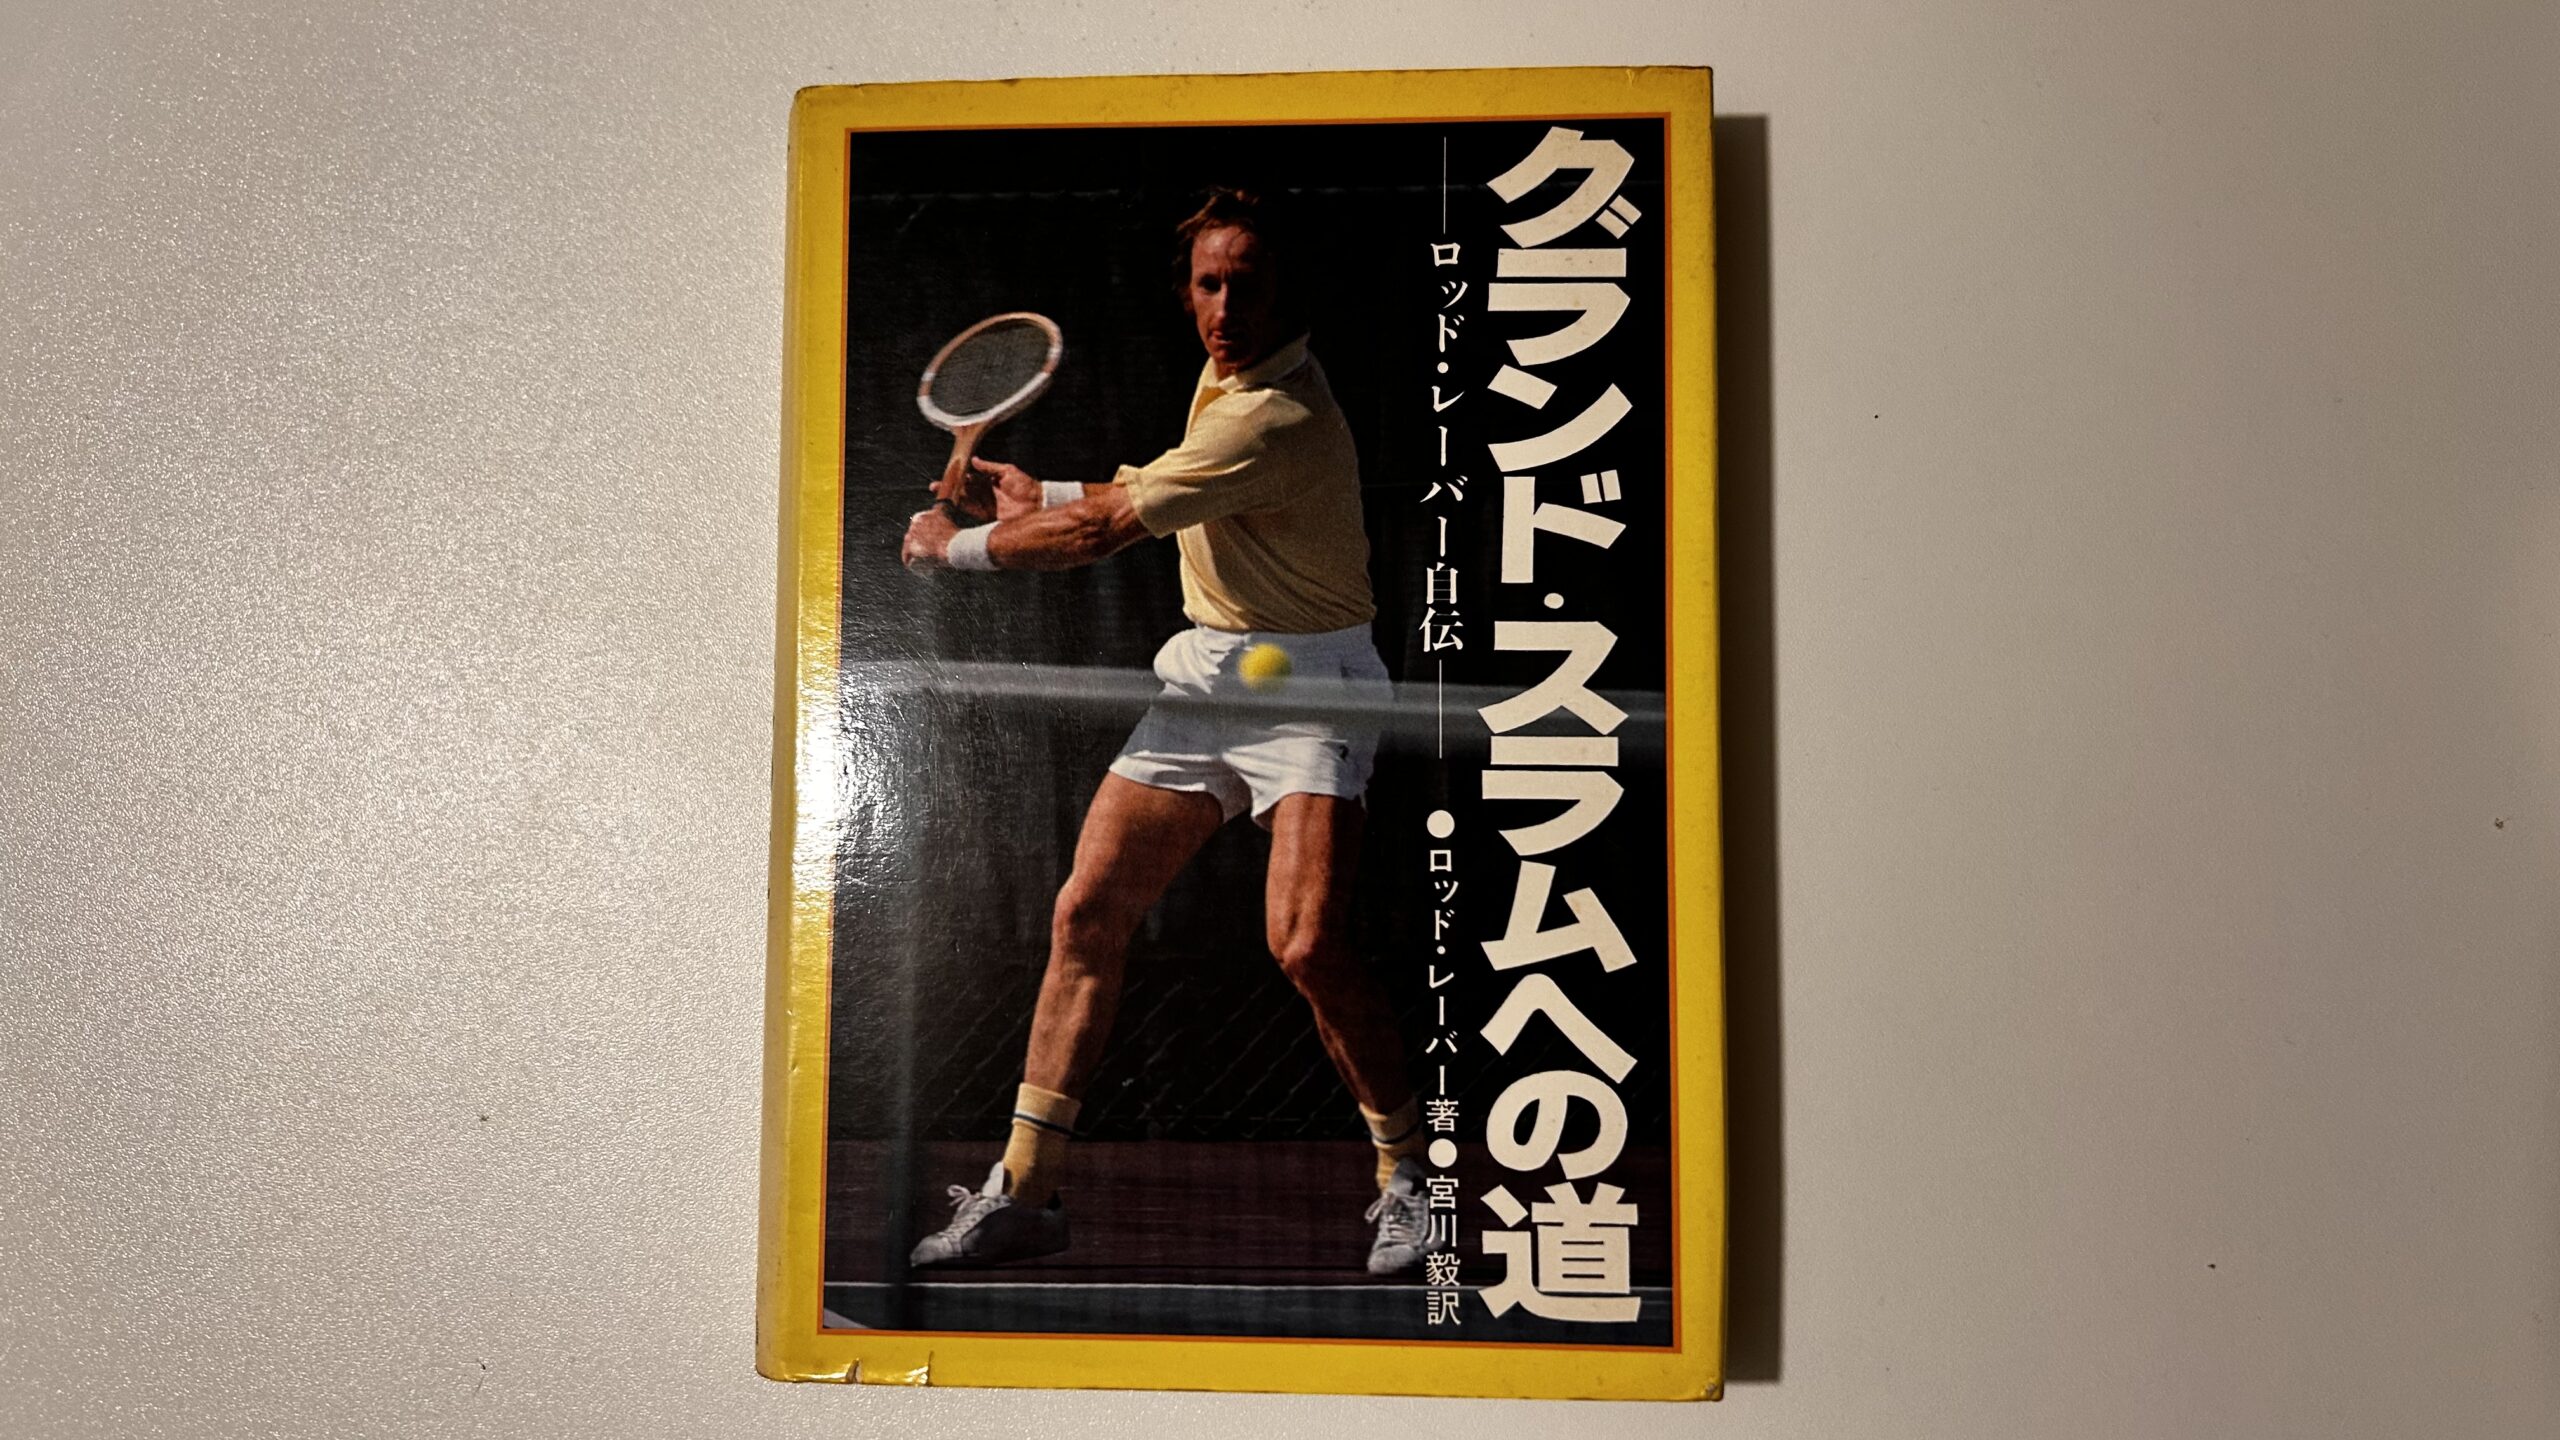 グランド・スラムへの道
―ロッド・レーバー自伝―
●ロッド・レーバー著●宮川毅訳